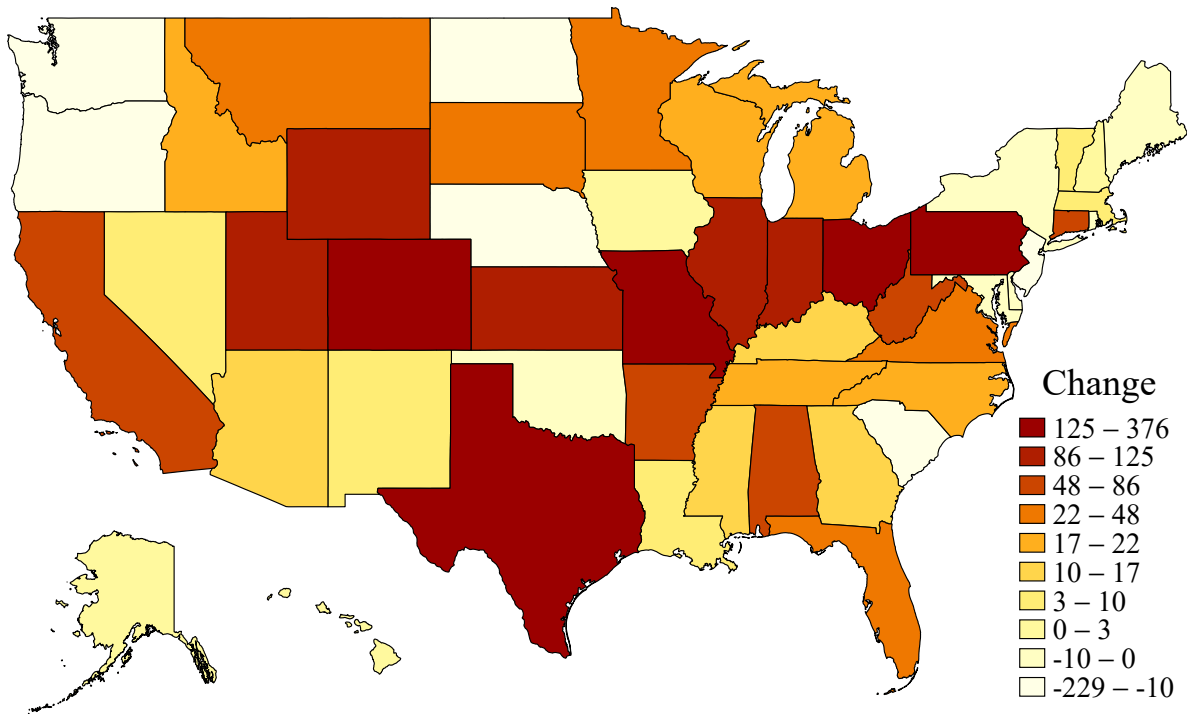 Change
125 – 376
86 – 125
48 – 86
22 – 48
17 – 22
10 – 17
3 – 10
0 – 3
-10 – 0
-229 – -10